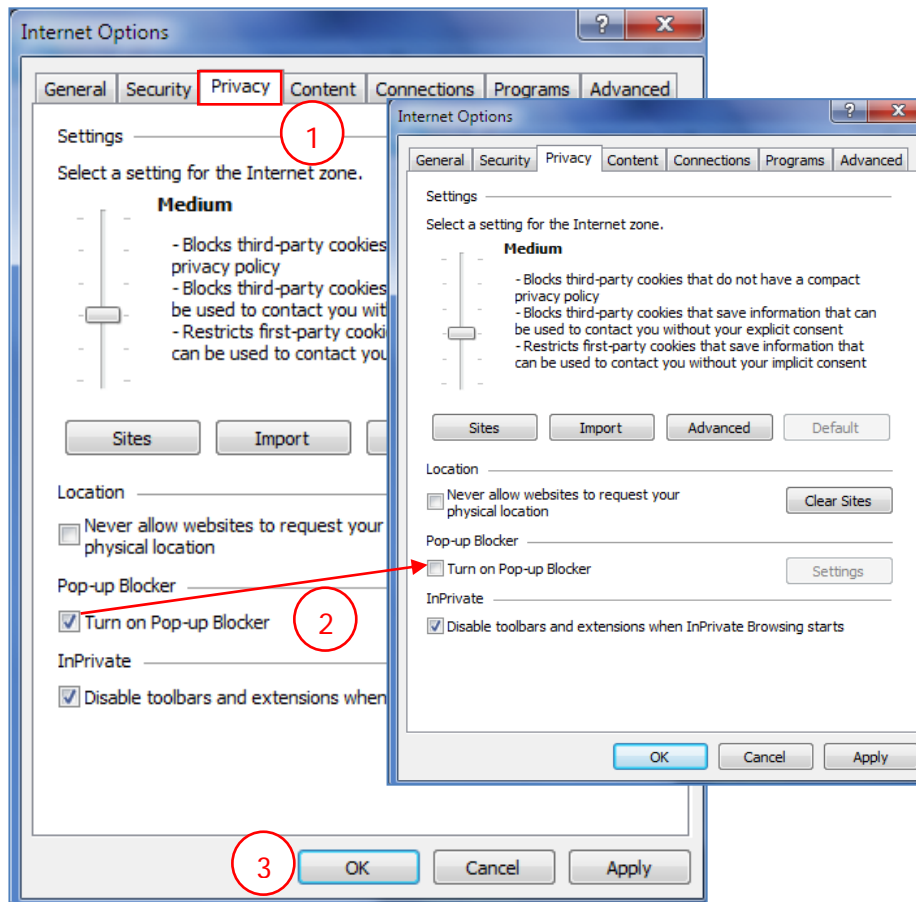 Internet Options
?
X
General Security Privacy Content Connections Programs Advanced
1
Settings
Select a setting for the Internet zone.
Medium
- Blocks third-party cookies
privacy policy
- Blocks third-party cookies
be used to contact you wit
- Restricts first-party cooki
can be used to contact you
Sites Import
Location
Never allow websites to request your
physical location
Pop-up Blocker
Turn on Pop-up Blocker
2
InPrivate
Disable toolbars and extensions when
3
OK Cancel Apply
Internet Options
?
X
General Security Privacy Content Connections Programs Advanced
Settings
Select a setting for the Internet zone.
Medium
- Blocks third-party cookies that do not have a compact
privacy policy
- Blocks third-party cookies that save information that can
be used to contact you without your explicit consent
- Restricts first-party cookies that save information that
can be used to contact you without your implicit consent
Sites Import Advanced Default
Location
Never allow websites to request your
physical location
Clear Sites
Pop-up Blocker
Turn on Pop-up Blocker
Settings
InPrivate
Disable toolbars and extensions when InPrivate Browsing starts
OK Cancel Apply